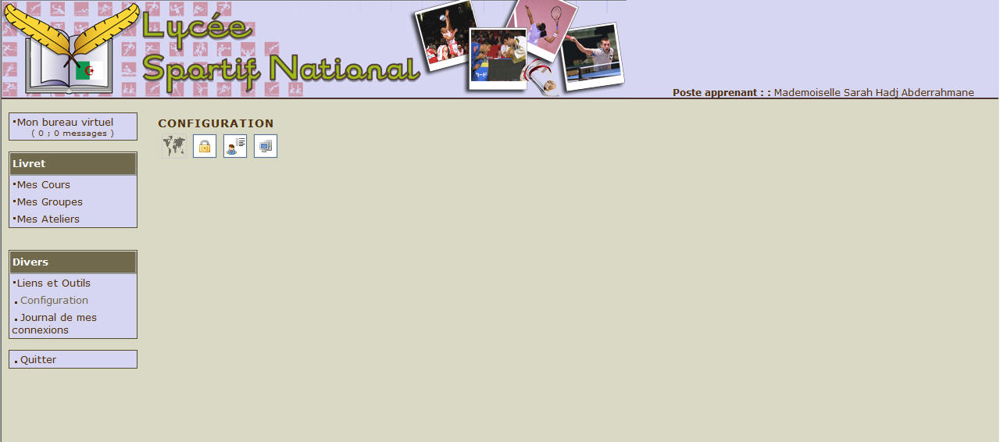 Lycée
Sportif National
Poste apprenant : : Mademoiselle Sarah Hadj Abderrahmane
Mon bureau virtuel
( 0 ; 0 messages )
CONFIGURATION
Livret
Mes Cours
Mes Groupes
Mes Ateliers
Divers
Liens et Outils
Configuration
Journal de mes
connexions
Quitter